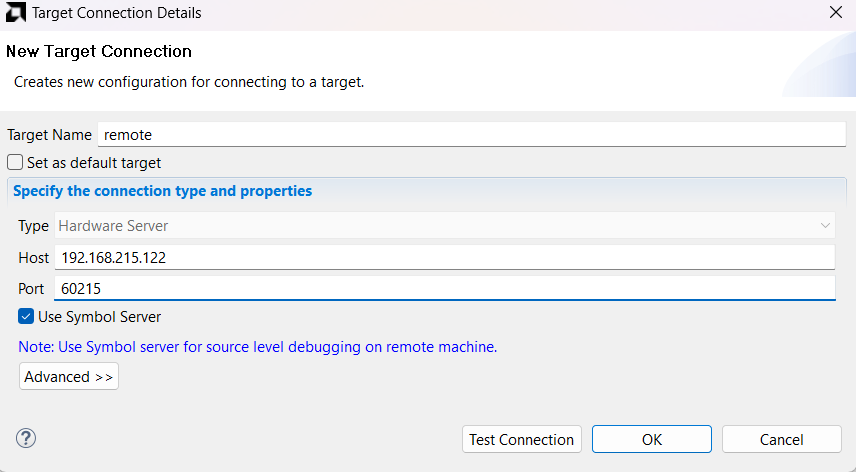 Target Connection Details
New Target Connection
Creates new configuration for connecting to a target.
Target Name remote
Set as default target
Specify the connection type and properties
Type Hardware Server
Host 192.168.215.122
Port 60215
Use Symbol Server
Note: Use Symbol server for source level debugging on remote machine.
Advanced >>
? Test Connection OK Cancel